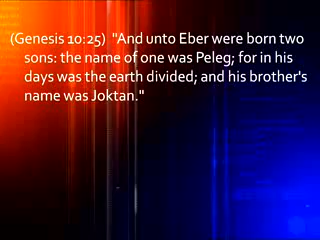 (Genesis 10:25)  "And unto Eber were born two
sons: the name of one was Peleg; for in his
days was the earth divided; and his brother's
name was Joktan."